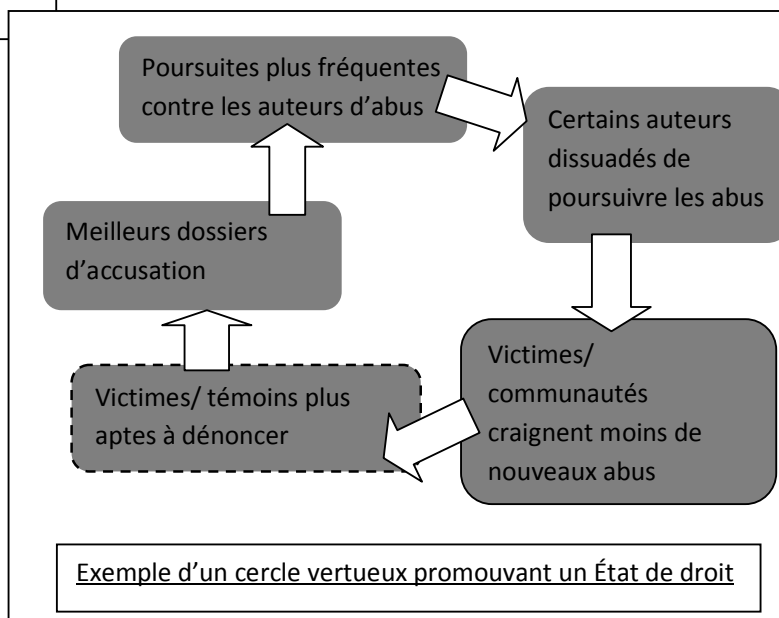 Poursuites plus fréquentes
contre les auteurs d'abus
Certains auteurs
dissuadés de
poursuivre les abus
Meilleurs dossiers
d'accusation
Victimes/
communautés
craignent moins de
nouveaux abus
Victimes/ témoins plus
aptes à dénoncer
Exemple d'un cercle vertueux promouvant un État de droit